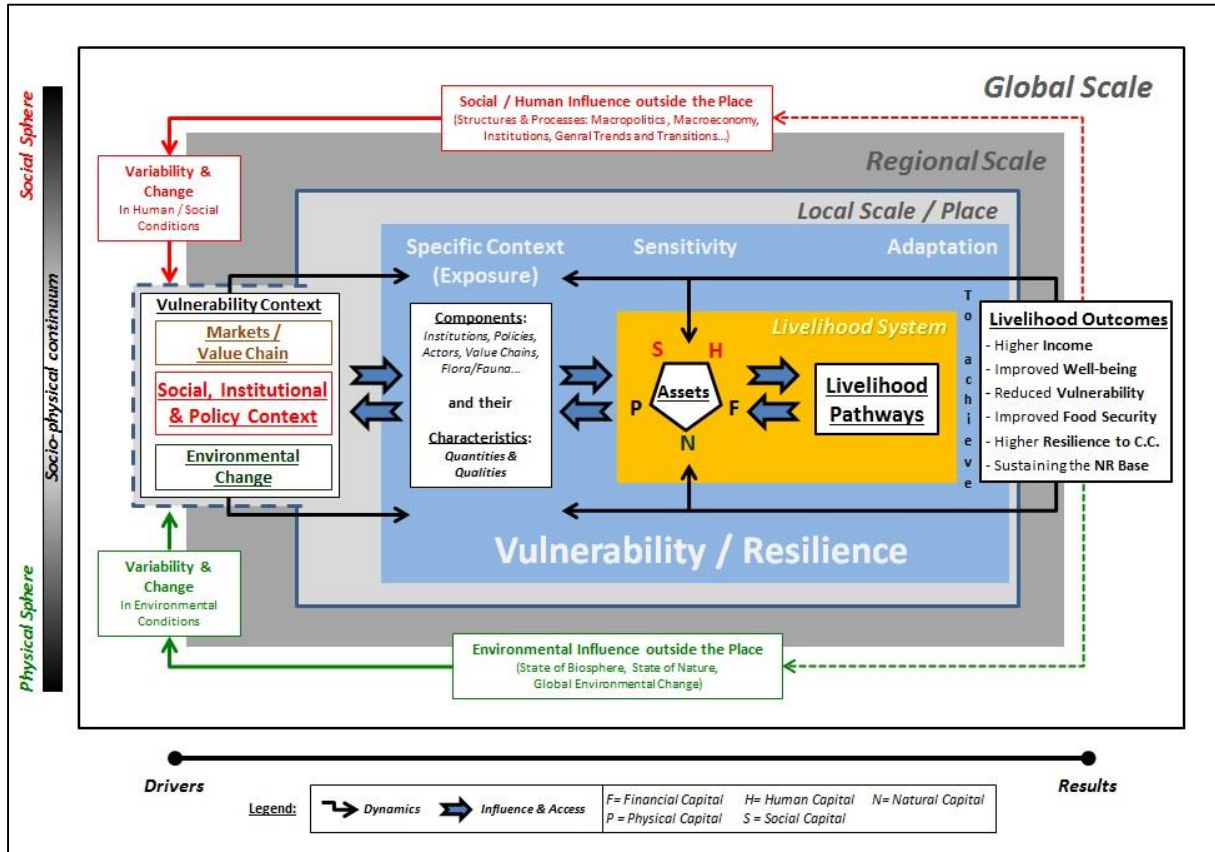 Global Scale
Social / Human Influence outside the Place
(Structures & Processes: Macropolitics, Macroeconomy,
Institutions, Genral Trends and Transitions...)
Regional Scale
Social Sphere
Socio-physical continuum
Physical Sphere
Variability &
Change
In Human / Social
Conditions
Local Scale / Place
Specific Context
(Exposure)
Sensitivity
Adaptation
Vulnerability Context
Markets /
Value Chain
Social, Institutional
& Policy Context
Environmental
Change
Components:
Institutions, Policies,
Actors, Value Chains,
Flora/Fauna...
and their
Characteristics:
Quantities &
Qualities
Livelihood System
S
H
P
Assets
F
N
Livelihood
Pathways
To achieve
Livelihood Outcomes
- Higher Income
- Improved Well-being
- Reduced Vulnerability
- Improved Food Security
- Higher Resilience to C.C.
- Sustaining the NR Base
Vulnerability / Resilience
Variability &
Change
In Environmental
Conditions
Environmental Influence outside the Place
(State of Biosphere, State of Nature,
Global Environmental Change)
Drivers
Results
Legend:
Dynamics
Influence & Access
F= Financial Capital H= Human Capital N= Natural Capital
P = Physical Capital S = Social Capital